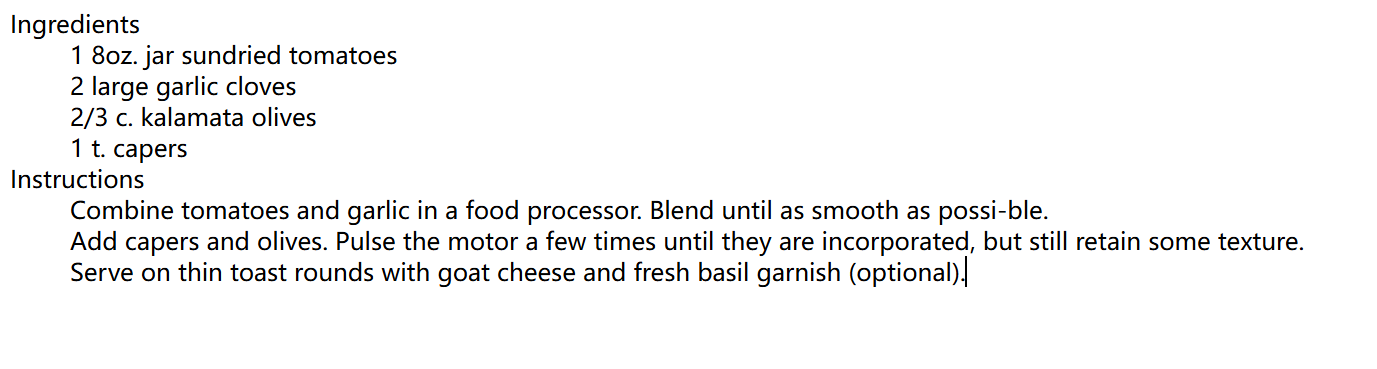 Ingredients
1 8oz. jar sundried tomatoes
2 large garlic cloves
2/3 c. kalamata olives
1 t. capers
Instructions
Combine tomatoes and garlic in a food processor. Blend until as smooth as possi-ble.
Add capers and olives. Pulse the motor a few times until they are incorporated, but still retain some texture.
Serve on thin toast rounds with goat cheese and fresh basil garnish (optional).